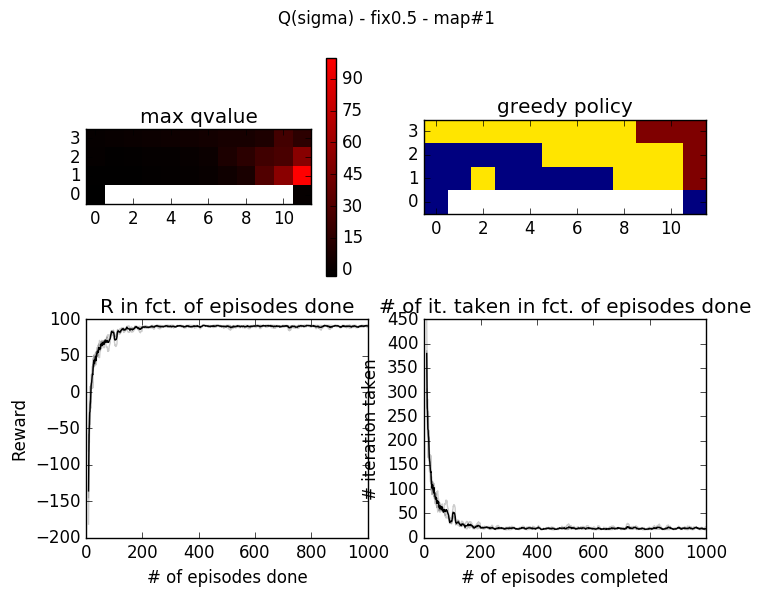 Q(sigma) - fix0.5 - map#1
max qvalue
3
2
1
0
0 2 4 6 8 10
90
75
60
45
30
15
0
greedy policy
3
2
1
0
0 2 4 6 8 10
R in fct. of episodes done
100
50
0
−50
−100
−150
−200
Reward
0 200 400 600 800 1000
# of episodes done
# of it. taken in fct. of episodes done
450
400
350
300
250
200
150
100
50
0
# iteration taken
0 200 400 600 800 1000
# of episodes completed